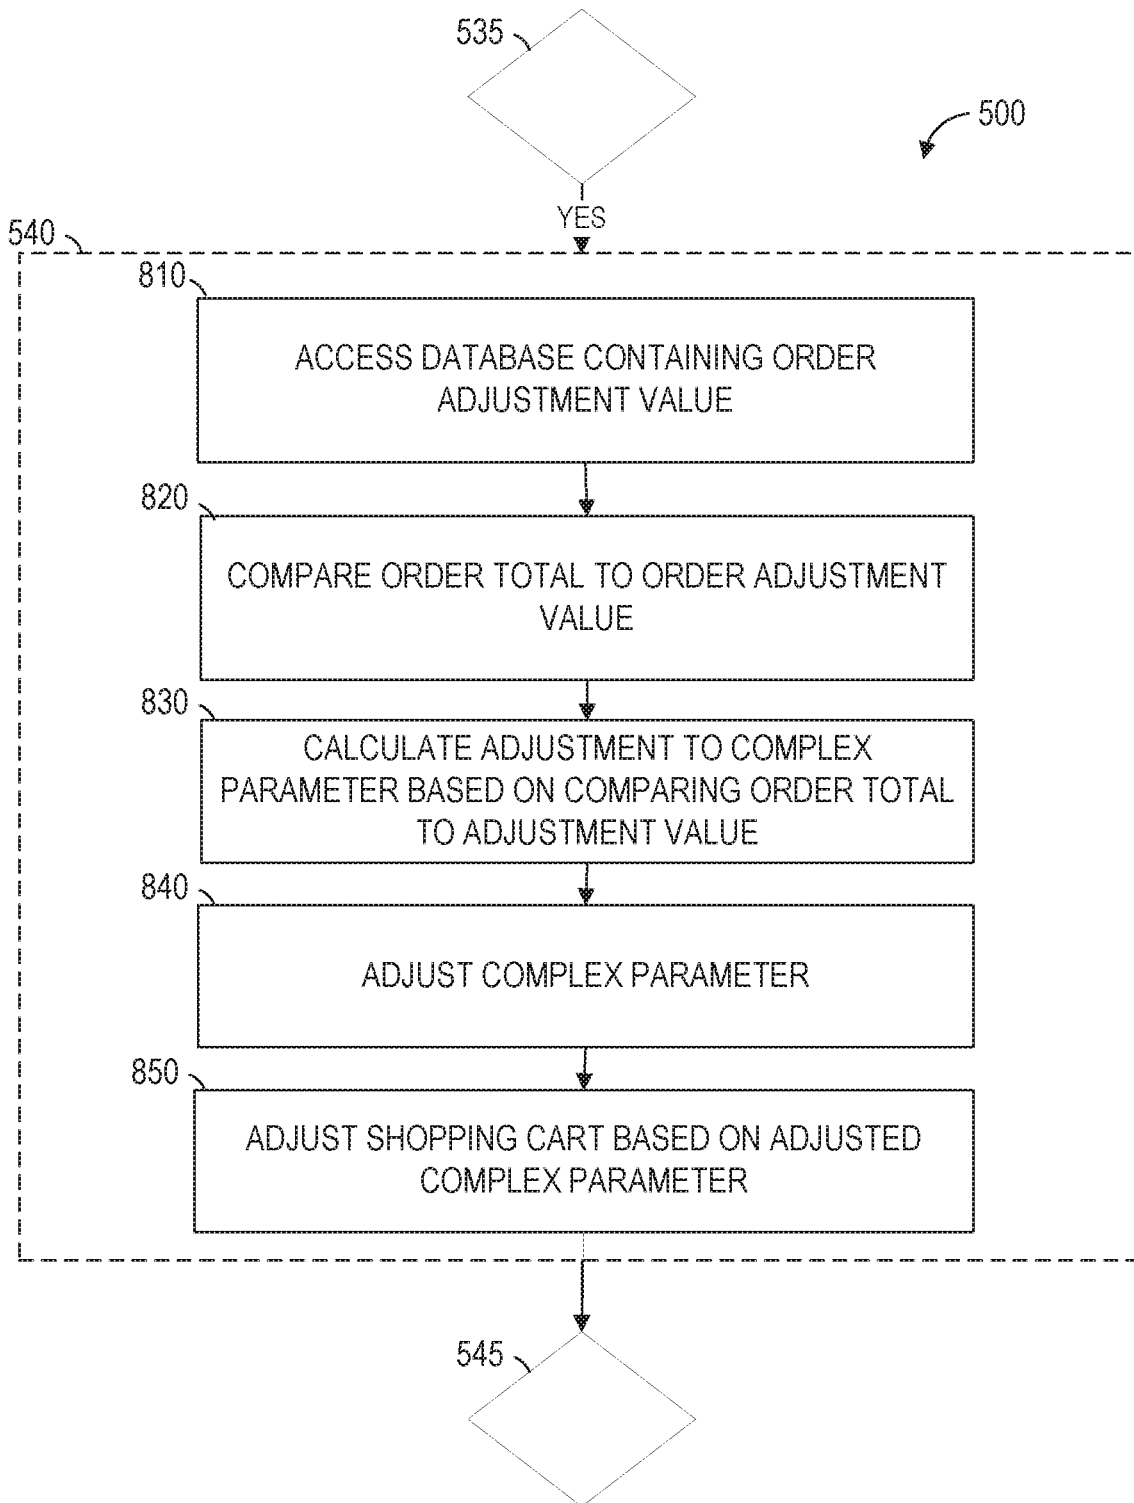 535
500
YES
540
810
ACCESS DATABASE CONTAINING ORDER
ADJUSTMENT VALUE
820
COMPARE ORDER TOTAL TO ORDER ADJUSTMENT
VALUE
830
CALCULATE ADJUSTMENT TO COMPLEX
PARAMETER BASED ON COMPARING ORDER TOTAL
TO ADJUSTMENT VALUE
840
ADJUST COMPLEX PARAMETER
850
ADJUST SHOPPING CART BASED ON ADJUSTED
COMPLEX PARAMETER
545